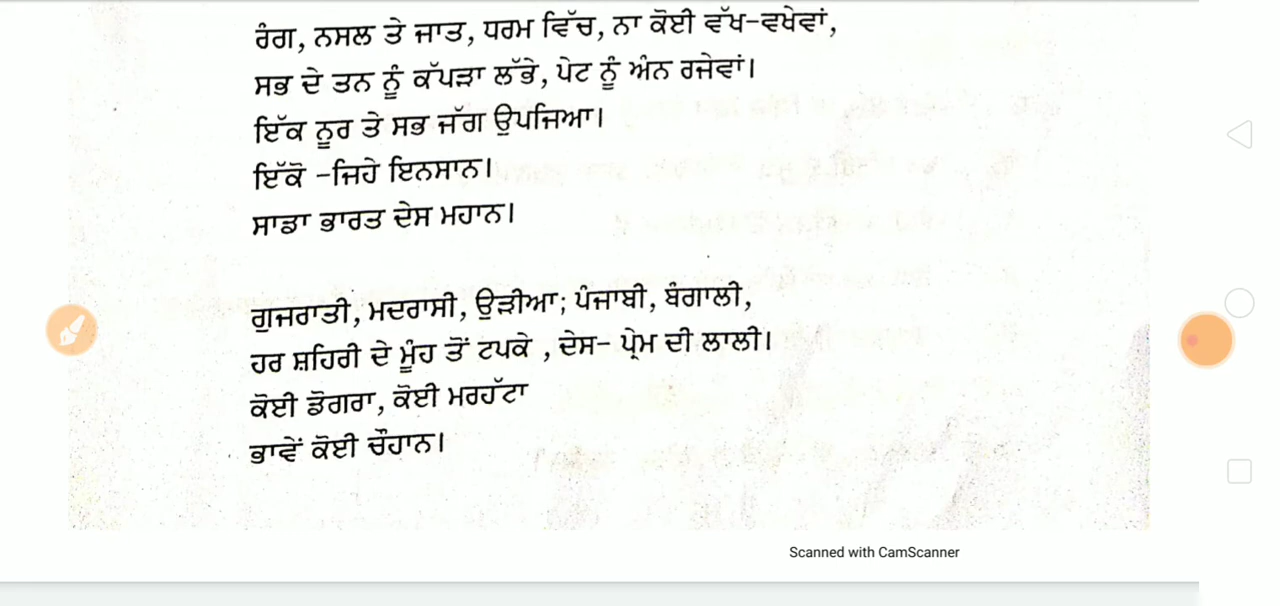 ਰੰਗ, ਨਸਲ ਤੇ ਜਾਤ, ਧਰਮ ਵਿੱਚ, ਨਾ ਕੋਈ ਵੱਖ-ਵਖੇਵਾਂ,
ਸਭ ਦੇ ਤਨ ਨੂੰ ਕੱਪੜਾ ਲੱਭੇ, ਪੇਟ ਨੂੰ ਅੰਨ ਰਜੇਵਾਂ।
ਇੱਕ ਨੂਰ ਤੇ ਸਭ ਜੱਗ ਉਪਜਿਆ।
ਇੱਕੋ -ਜਿਹੇ ਇਨਸਾਨ।
ਸਾਡਾ ਭਾਰਤ ਦੇਸ ਮਹਾਨ।
ਗੁਜਰਾਤੀ, ਮਦਰਾਸੀ, ਉੜੀਆ; ਪੰਜਾਬੀ, ਬੰਗਾਲੀ,
ਹਰ ਸ਼ਹਿਰੀ ਦੇ ਮੂੰਹ ਤੋਂ ਟਪਕੇ , ਦੇਸ- ਪ੍ਰੇਮ ਦੀ ਲਾਲੀ।
ਕੋਈ ਡੋਗਰਾ, ਕੋਈ ਮਰਹੱਟਾ
ਭਾਵੇਂ ਕੋਈ ਚੌਹਾਨ।
Scanned with CamScanner